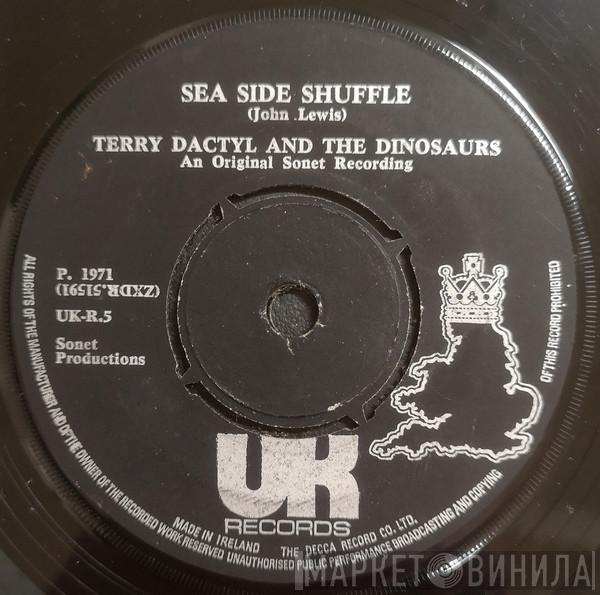 SEA SIDE SHUFFLE
(John Lewis)
TERRY DACTYL AND THE DINOSAURS
An Original Sonet Recording
P. 1971
(ZXDR.51591)
UK-R.5
Sonet
Productions
UK
RECORDS
MADE IN IRELAND THE DECCA RECORD CO. LTD.
ALL RIGHTS OF THE MANUFACTURER AND OF THE OWNER OF THE RECORDED WORK RESERVED UNAUTHORISED PUBLIC PERFORMANCE BROADCASTING AND COPYING OF THIS RECORD PROHIBITED
МАРКЕТ ВИНИЛА